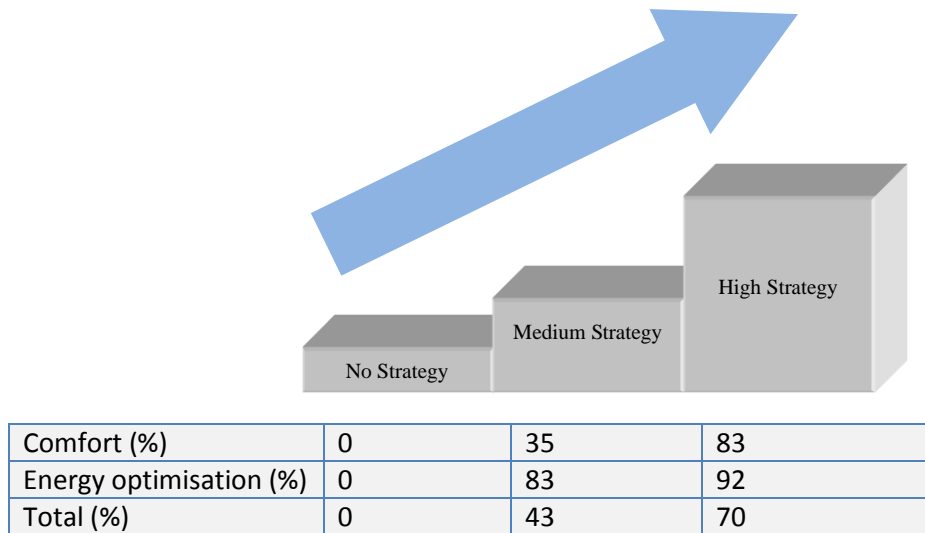 High Strategy
Medium Strategy
No Strategy
Comfort (%) 0 35 83
Energy optimisation (%) 0 83 92
Total (%) 0 43 70